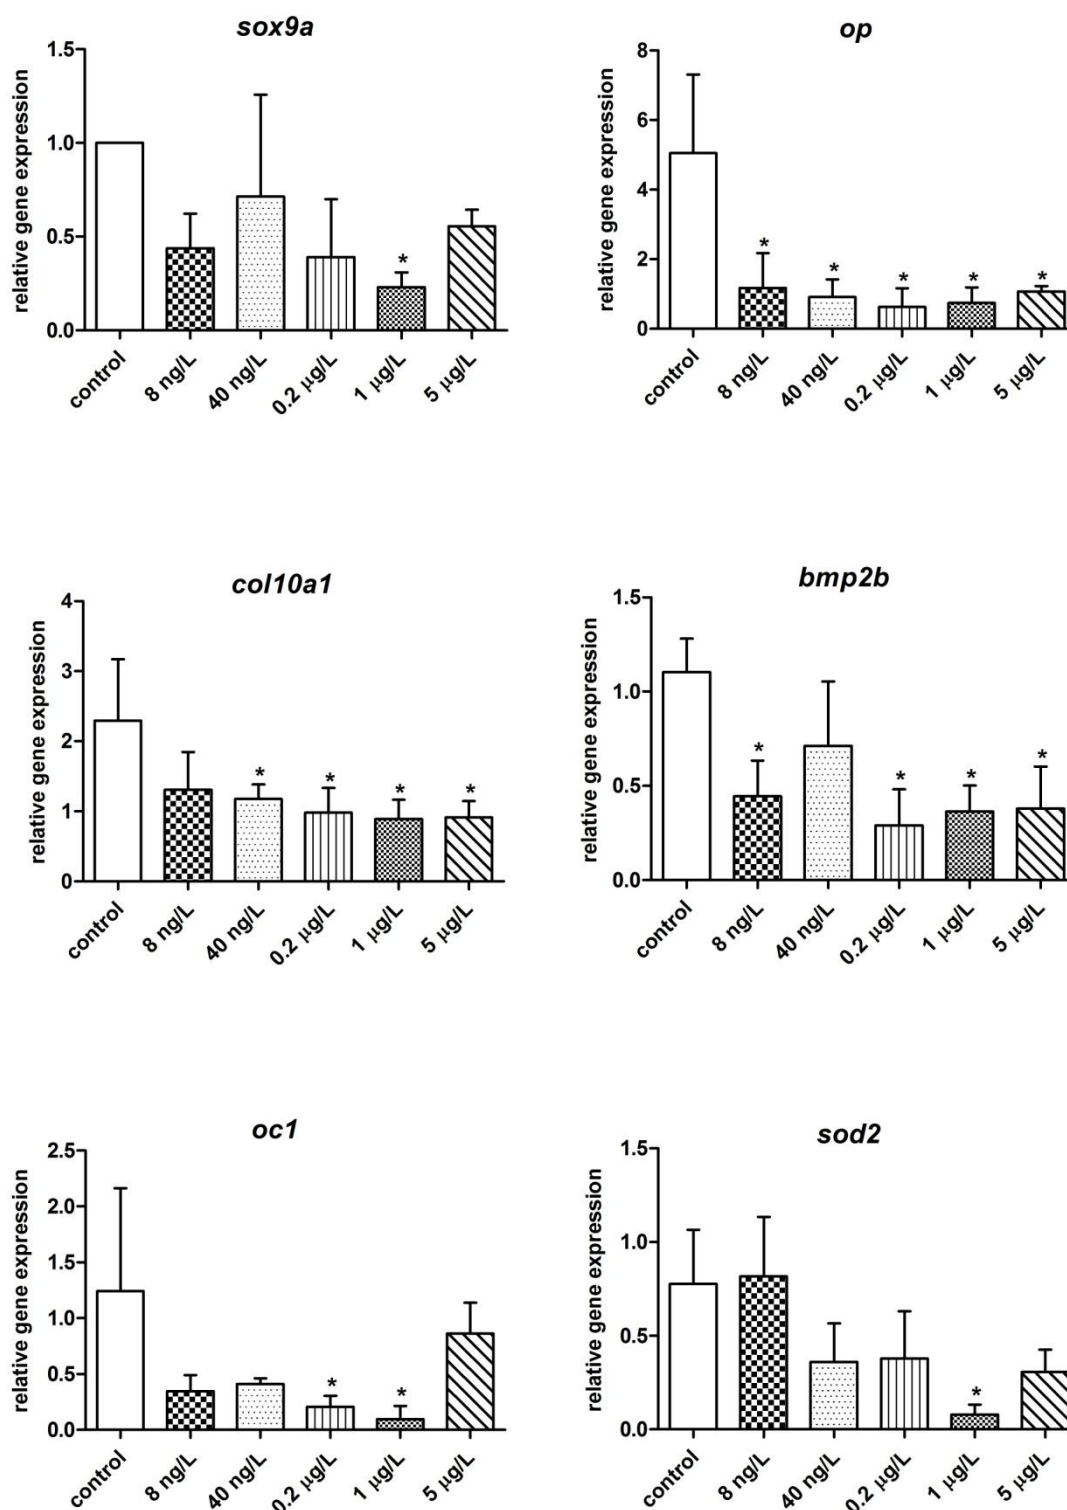 sox9a
relative gene expression
1.5
1.0
0.5
0.0
control
8 ng/L
40 ng/L
0.2 μg/L
*
1 μg/L
5 μg/L
op
relative gene expression
8
6
4
2
0
control
*
8 ng/L
*
40 ng/L
*
0.2 μg/L
*
1 μg/L
*
5 μg/L
col10a1
relative gene expression
4
3
2
1
0
control
8 ng/L
*
40 ng/L
*
0.2 μg/L
*
1 μg/L
*
5 μg/L
bmp2b
relative gene expression
1.5
1.0
0.5
0.0
control
*
8 ng/L
40 ng/L
*
0.2 μg/L
*
1 μg/L
*
5 μg/L
oc1
relative gene expression
2.5
2.0
1.5
1.0
0.5
0.0
control
8 ng/L
40 ng/L
*
0.2 μg/L
*
1 μg/L
5 μg/L
sod2
relative gene expression
1.5
1.0
0.5
0.0
control
8 ng/L
40 ng/L
0.2 μg/L
*
1 μg/L
5 μg/L